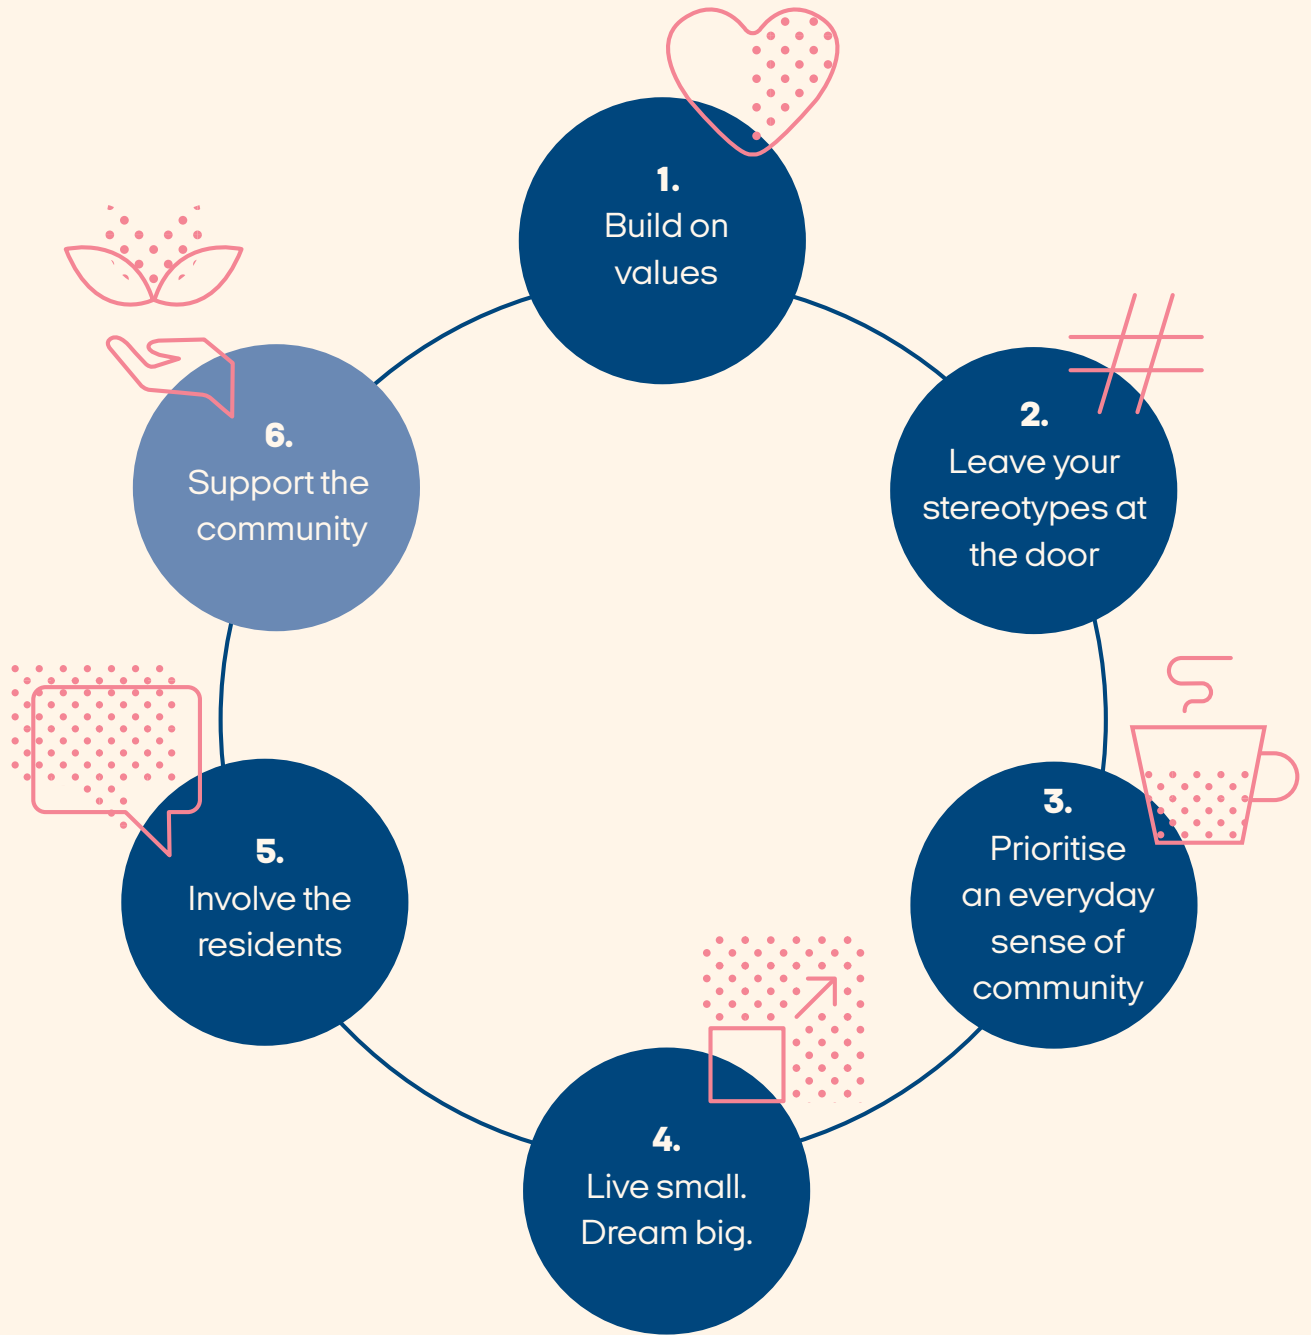 1.
Build on
values
2.
Leave your
stereotypes at
the door
3.
Prioritise
an everyday
sense of
community
4.
Live small.
Dream big.
5.
Involve the
residents
6.
Support the
community